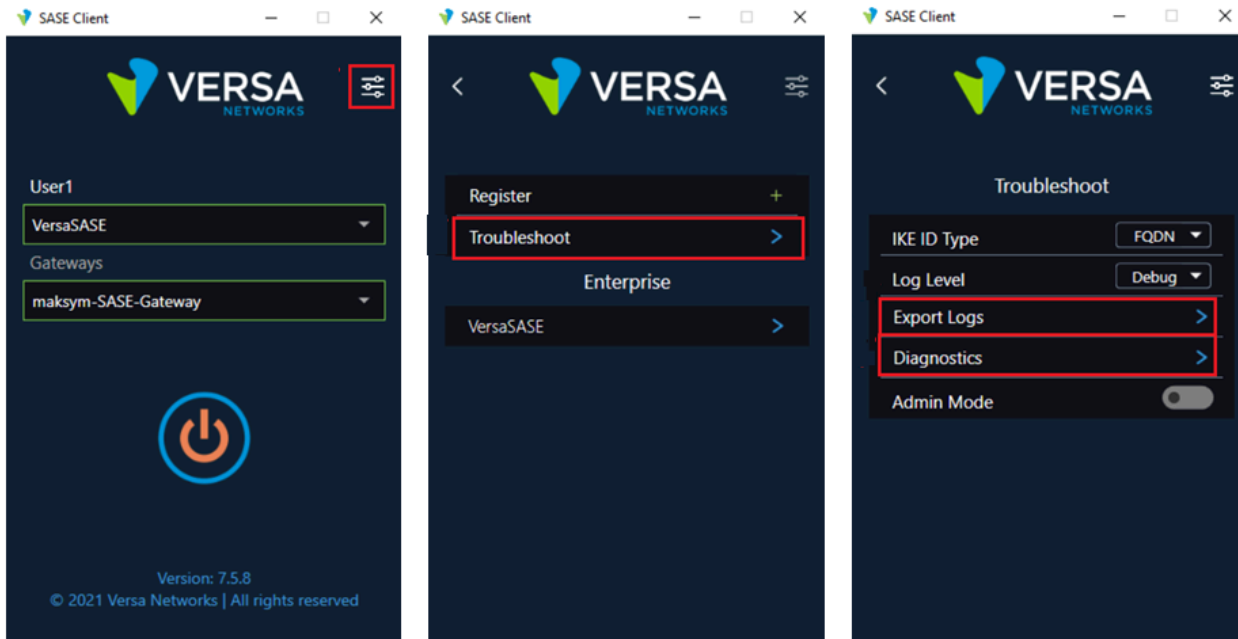 SASE Client
VERSA
NETWORKS
User1
VersaSASE
Gateways
maksym-SASE-Gateway
Version: 7.5.8
© 2021 Versa Networks | All rights reserved
SASE Client
VERSA
NETWORKS
Register +
Troubleshoot >
Enterprise
VersaSASE >
SASE Client
VERSA
NETWORKS
Troubleshoot
IKE ID Type FQDN
Log Level Debug
Export Logs >
Diagnostics >
Admin Mode